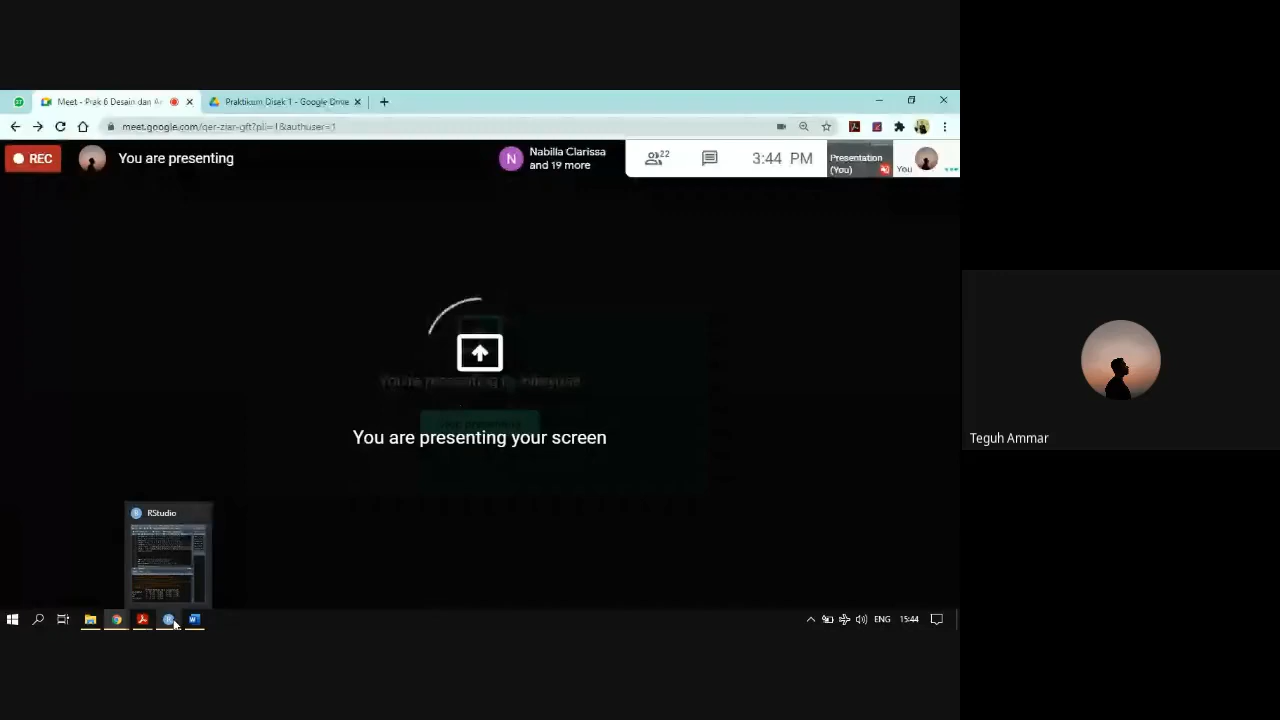 Meet - Prak 6 Desain dan Ar
Praktikum Disek 1 - Google Drive
meet.google.com/qer-ziar-gft?pli=1&authuser=1
REC
You are presenting
N
Nabilla Clarissa
and 19 more
22
3:44 PM
Presentation
(You)
You
You are presenting your screen
RStudio
Teguh Ammar
ENG
15:44